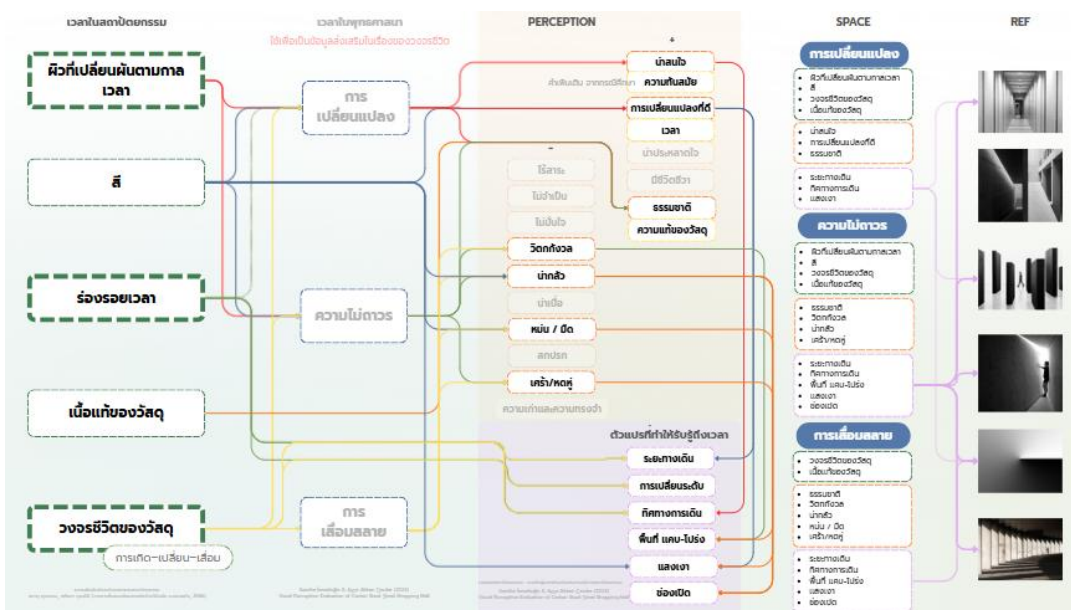 เวลาในสถาปัตยกรรม
ผิวที่เปลี่ยนผันตามกาล
เวลา
สี
ร่องรอยเวลา
เนื้อแท้ของวัสดุ
วงจรชีวิตของวัสดุ
การเกิด-เปลี่ยน-เสื่อม
เวลาในพุทธศาสนา
ใช้เพื่อเป็นข้อมูลส่งเสริมในเรื่องของวงจรชีวิต
การ
เปลี่ยนแปลง
ความไม่ถาวร
การ
เสื่อมสลาย
PERCEPTION
+
น่าสนใจ
คำเพิ่มเติม จากกรณีศึกษา
ความทันสมัย
การเปลี่ยนแปลงที่ดี
เวลา
น่าประหลาดใจ
มีชีวิตชีวา
ธรรมชาติ
ความแท้ของวัสดุ
-
ไร้สาระ
ไม่จำเป็น
ไม่มั่นใจ
วิตกกังวล
น่ากลัว
น่าเบื่อ
หม่น / มืด
สกปรก
เศร้า/หดหู่
ความเก่าและความทรงจำ
ตัวแปรที่ทำให้รับรู้ถึงเวลา
ระยะทางเดิน
การเปลี่ยนระดับ
ทิศทางการเดิน
พื้นที่ แคบ-โปร่ง
แสงเงา
ช่องเปิด
SPACE
การเปลี่ยนแปลง
• ผิวที่เปลี่ยนผันตามกาลเวลา
• สี
• วงจรชีวิตของวัสดุ
• เนื้อแท้ของวัสดุ
• น่าสนใจ
• การเปลี่ยนแปลงที่ดี
• ธรรมชาติ
• ระยะทางเดิน
• ทิศทางการเดิน
• แสงเงา
ความไม่ถาวร
• ผิวที่เปลี่ยนผันตามกาลเวลา
• สี
• วงจรชีวิตของวัสดุ
• เนื้อแท้ของวัสดุ
• ธรรมชาติ
• วิตกกังวล
• น่ากลัว
• เศร้า/หดหู่
• ระยะทางเดิน
• ทิศทางการเดิน
• พื้นที่ แคบ-โปร่ง
• แสงเงา
• ช่องเปิด
การเสื่อมสลาย
• วงจรชีวิตของวัสดุ
• เนื้อแท้ของวัสดุ
• ธรรมชาติ
• วิตกกังวล
• น่ากลัว
• หม่น / มืด
• เศร้า/หดหู่
• ระยะทางเดิน
• ทิศทางการเดิน
• พื้นที่ แคบ-โปร่ง
• แสงเงา
• ช่องเปิด
REF